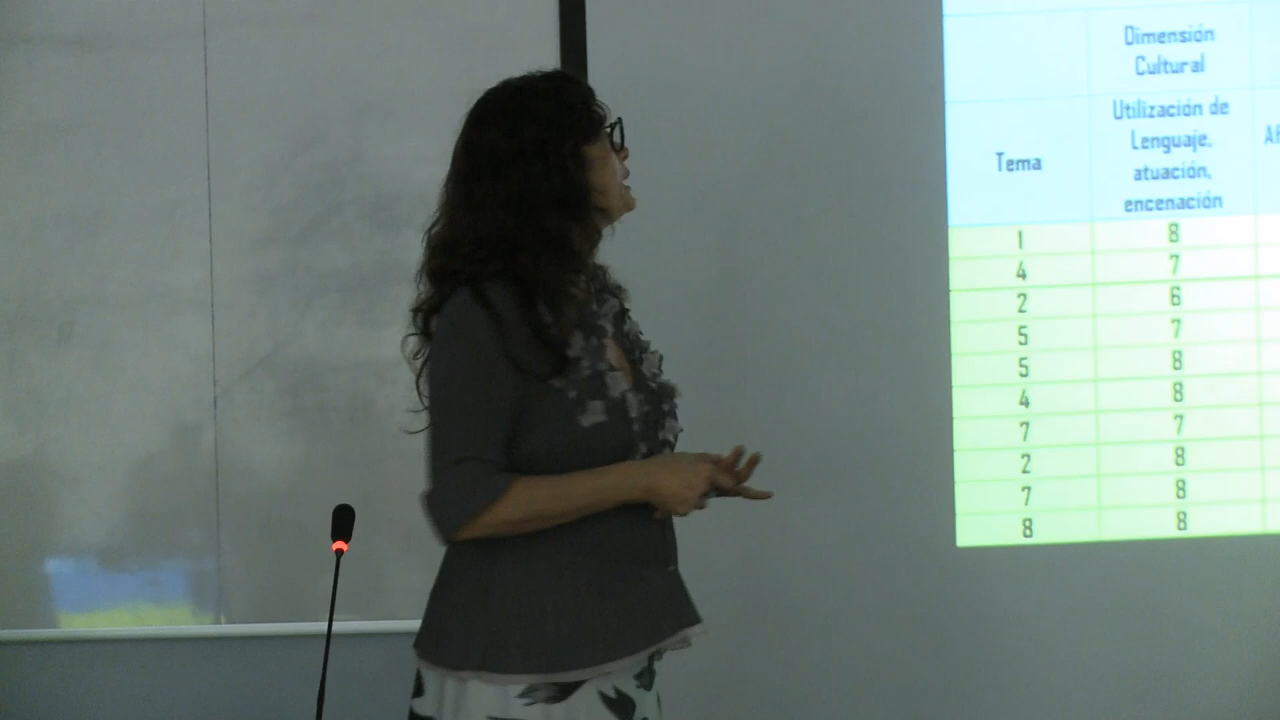 Dimensión
Cultural
Tema
Utilización de
Lenguaje,
atuación,
encenación
1 8
4 7
2 6
5 7
5 8
4 8
7 7
2 8
7 8
8 8